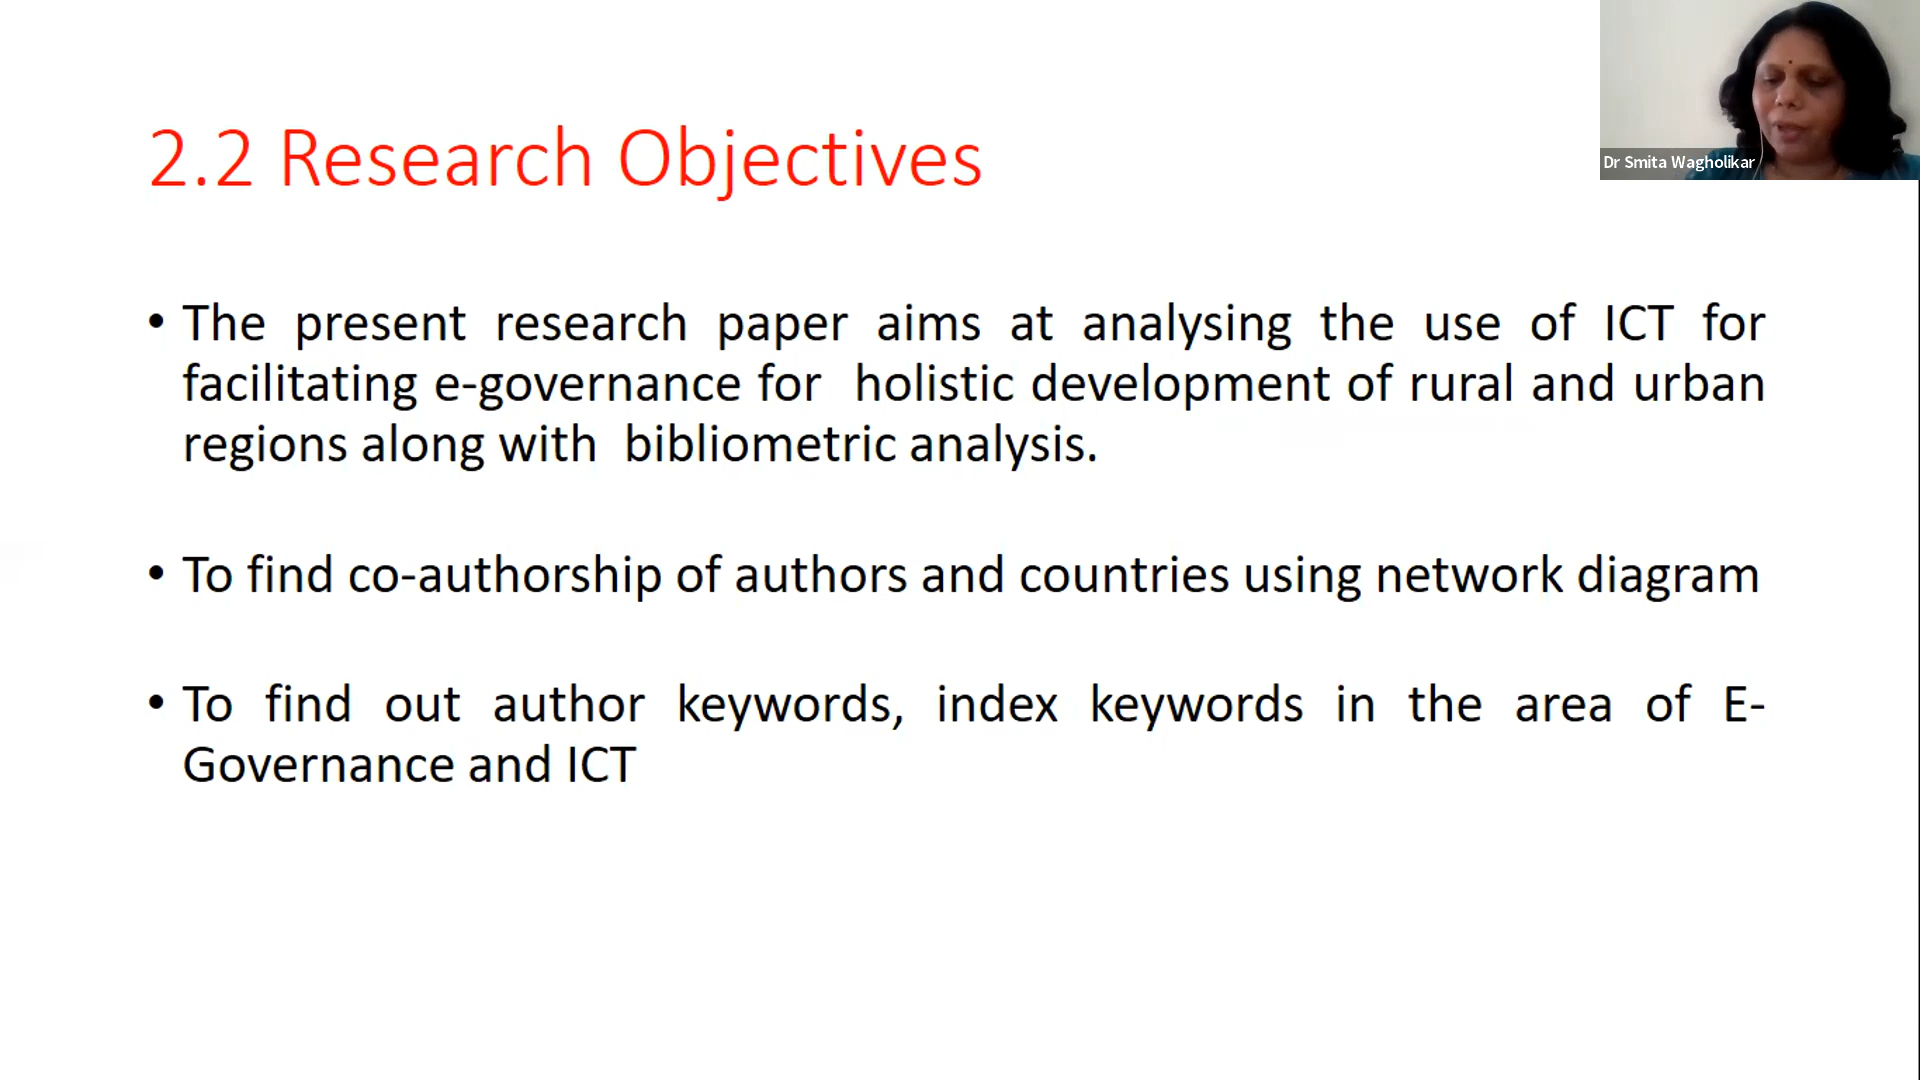 2.2 Research Objectives
Dr Smita Wagholikar
• The present research paper aims at analysing the use of ICT for
facilitating e-governance for holistic development of rural and urban
regions along with bibliometric analysis.
• To find co-authorship of authors and countries using network diagram
• To find out author keywords, index keywords in the area of E-
Governance and ICT